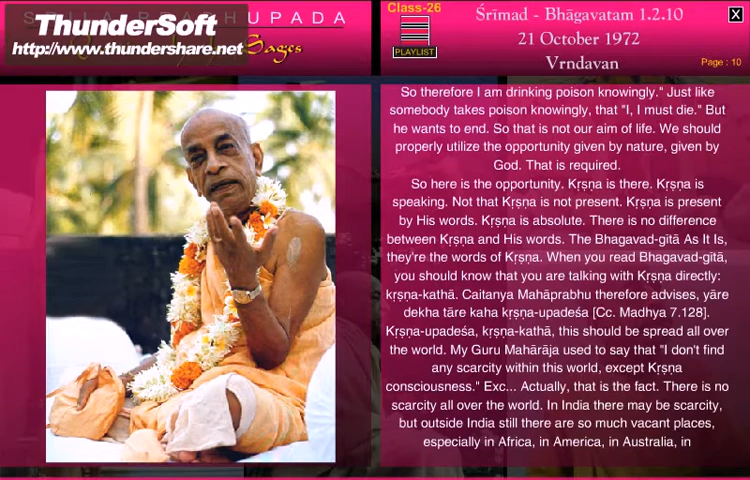 ThunderSoft
http://www.thundershare.net
HUPADA
Sages
Class-26
PLAYLIST
Śrīmad - Bhāgavatam 1.2.10
21 October 1972
Vrndavan
X
Page : 10
So therefore I am drinking poison knowingly." Just like
somebody takes poison knowingly, that "I, I must die." But
he wants to end. So that is not our aim of life. We should
properly utilize the opportunity given by nature, given by
God. That is required.
So here is the opportunity. Kṛṣṇa is there. Kṛṣṇa is
speaking. Not that Kṛṣṇa is not present. Kṛṣṇa is present
by His words. Kṛṣṇa is absolute. There is no difference
between Kṛṣṇa and His words. The Bhagavad-gītā As It Is,
they're the words of Kṛṣṇa. When you read Bhagavad-gītā,
you should know that you are talking with Kṛṣṇa directly:
kṛṣṇa-kathā. Caitanya Mahāprabhu therefore advises, yāre
dekha tāre kaha kṛṣṇa-upadeśa [Cc. Madhya 7.128].
Kṛṣṇa-upadeśa, kṛṣṇa-kathā, this should be spread all over
the world. My Guru Mahārāja used to say that "I don't find
any scarcity within this world, except Kṛṣṇa
consciousness." Exc... Actually, that is the fact. There is no
scarcity all over the world. In India there may be scarcity,
but outside India still there are so much vacant places,
especially in Africa, in America, in Australia, in